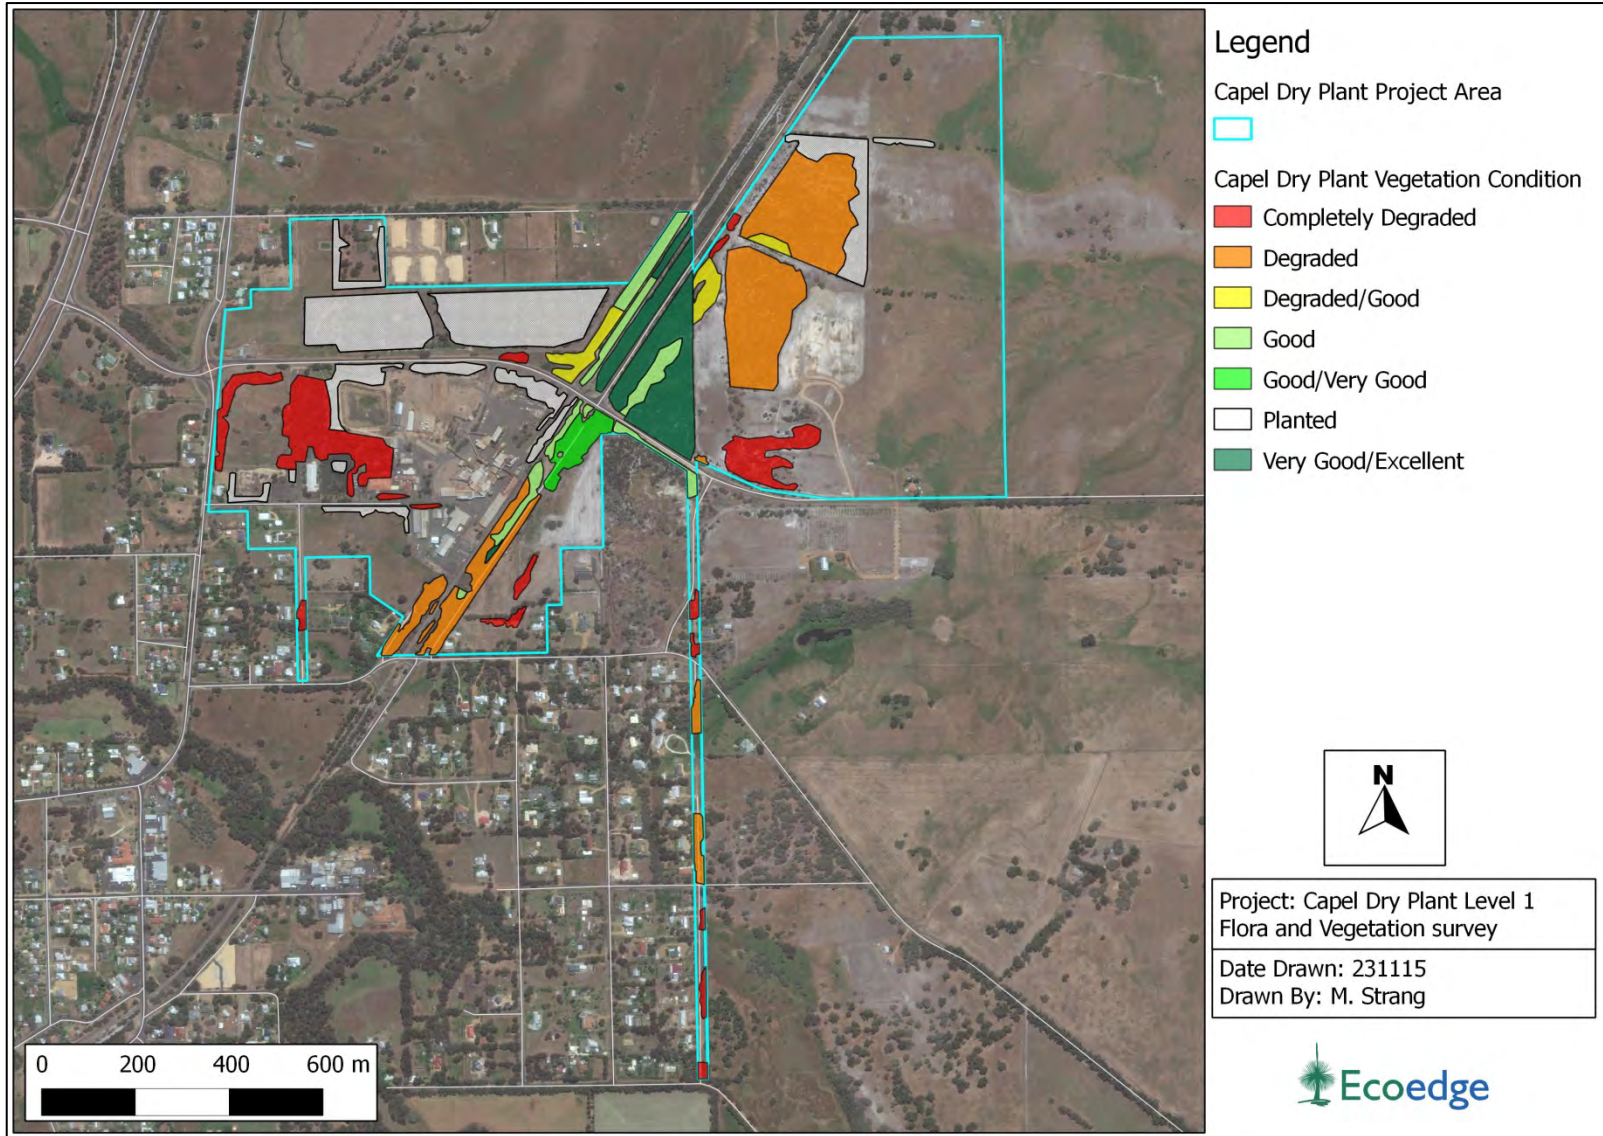 Legend
Capel Dry Plant Project Area
Capel Dry Plant Vegetation Condition
Completely Degraded
Degraded
Degraded/Good
Good
Good/Very Good
Planted
Very Good/Excellent
N
Project: Capel Dry Plant Level 1
Flora and Vegetation survey
Date Drawn: 231115
Drawn By: M. Strang
Ecoedge
0 200 400 600 m